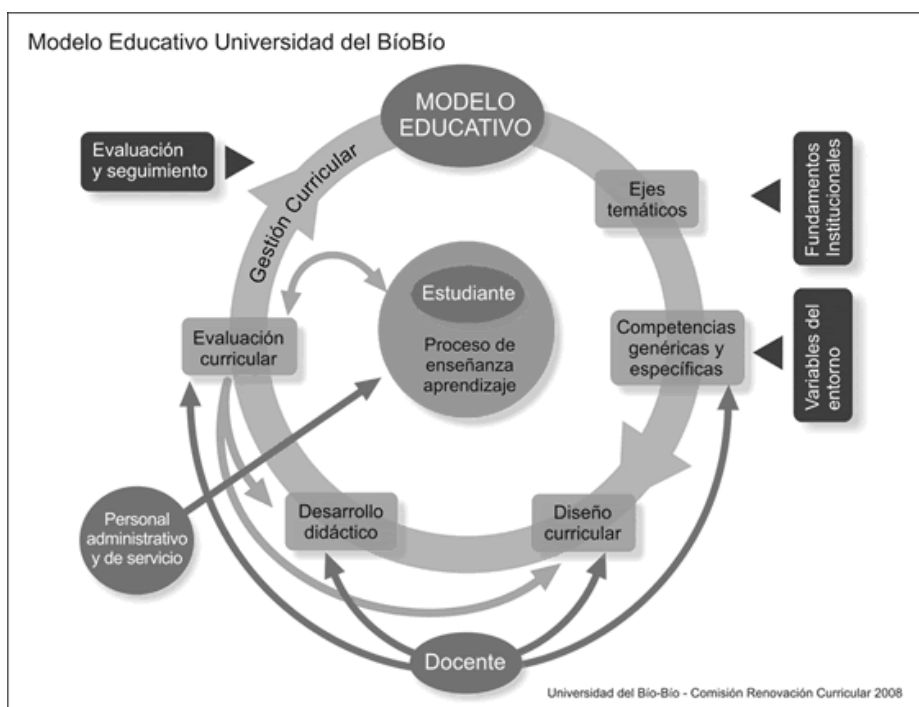 Modelo Educativo Universidad del BíoBío
MODELO
EDUCATIVO
Evaluación
y seguimiento
Gestión Curricular
Ejes
temáticos
Fundamentos
Institucionales
Estudiante
Proceso de
enseñanza
aprendizaje
Evaluación
curricular
Competencias
genéricas y
específicas
Variables del
entorno
Personal
administrativo
y de servicio
Desarrollo
didáctico
Diseño
curricular
Docente
Universidad del Bío-Bío - Comisión Renovación Curricular 2008